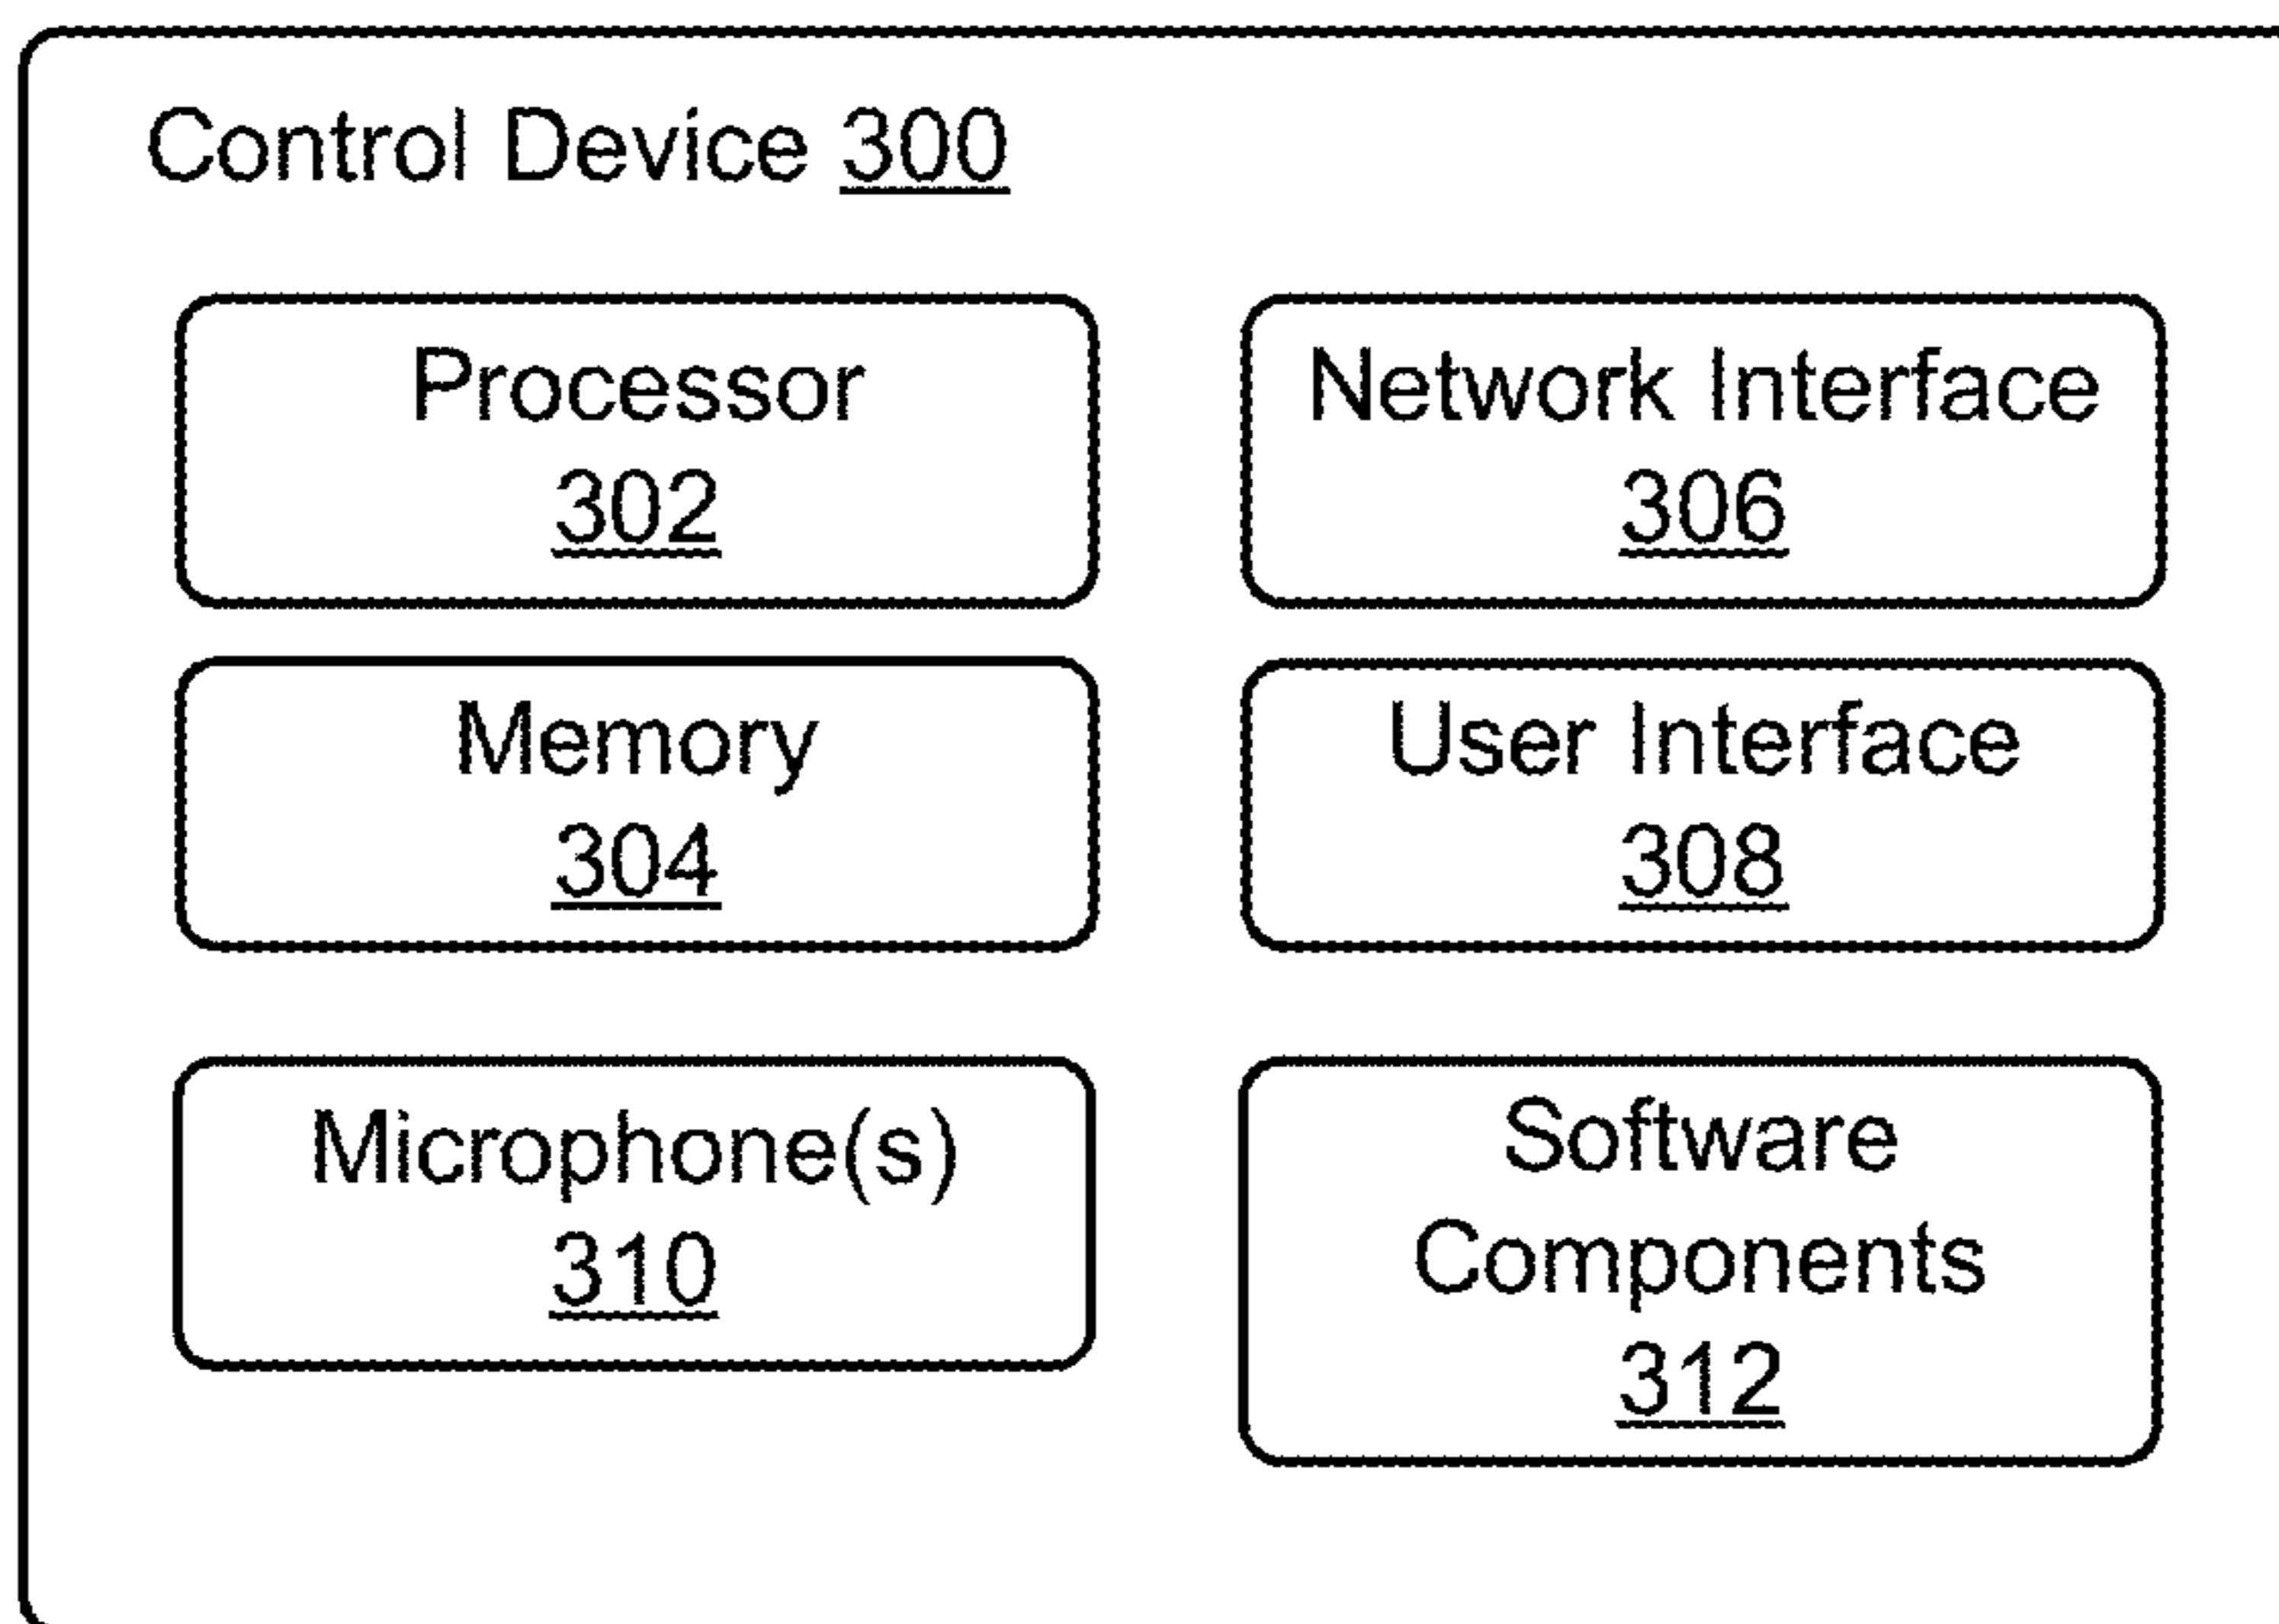 Control Device 300
Processor
302
Network Interface
306
Memory
304
User Interface
308
Microphone(s)
310
Software
Components
312